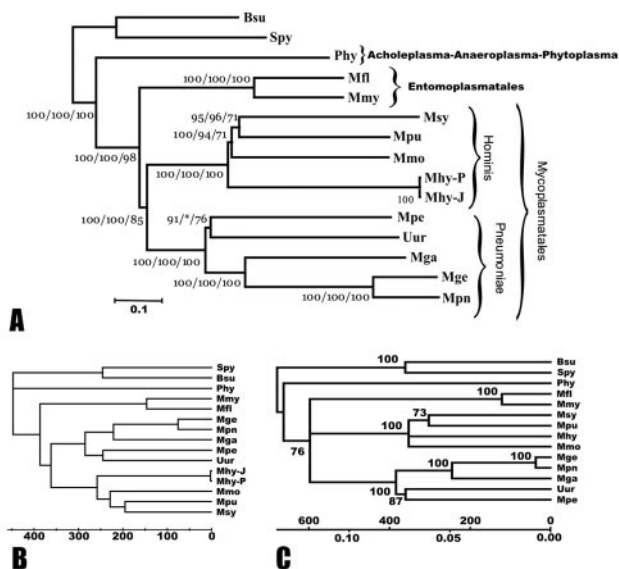 Bsu
Spy
Phy } Acholeplasma-Anaeroplasma-Phytoplasma
100/100/100
Mfl
Mmy
Entomoplasmatales
100/100/100
95/96/71
Msy
100/94/71
Mpu
100/100/98
Mmo
100/100/100
Mhy-P
100
Mhy-J
Hominis
Mycoplasmatales
100/100/85
91/*/76
Mpe
Uur
100/100/100
Mga
100/100/100
Mge
100/100/100
Mpn
Pneumoniae
0.1
A
Spy
Bsu
Phy
Mmy
Mfl
Mge
Mpn
Mga
Mpe
Uur
Mhy-J
Mhy-P
Mmo
Mpu
Msy
400 300 200 100 0
B
100
Bsu
Spy
Phy
100
Mfl
Mmy
73
Msy
Mpu
100
Mhy
Mmo
76
100
Mge
Mpn
100
Mga
100
Uur
87
Mpe
600 400 200 0
0.10 0.05 0.00
C